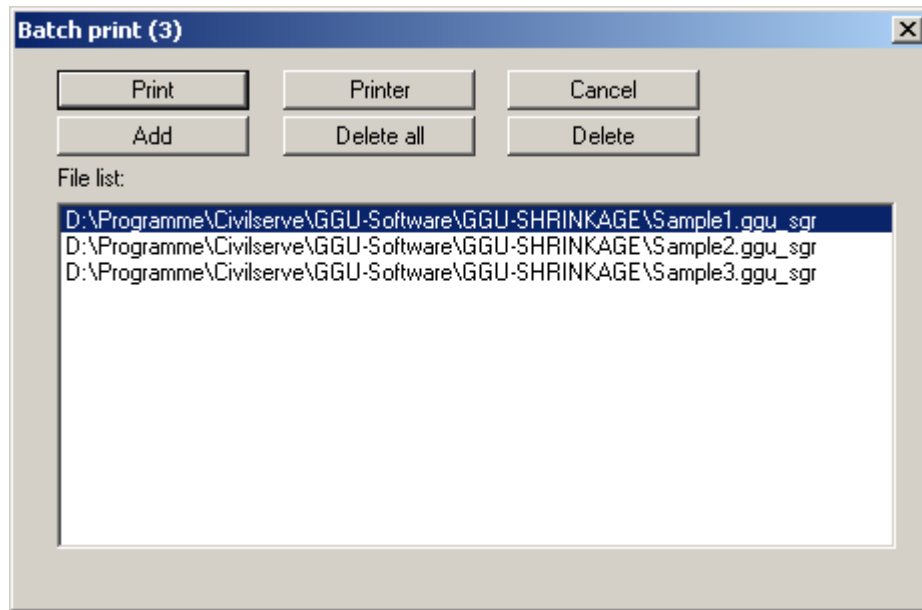 Batch print (3)
Print Printer Cancel
Add Delete all Delete
File list:
D:\Programme\Civilserve\GGU-Software\GGU-SHRINKAGE\Sample1.ggu_sgr
D:\Programme\Civilserve\GGU-Software\GGU-SHRINKAGE\Sample2.ggu_sgr
D:\Programme\Civilserve\GGU-Software\GGU-SHRINKAGE\Sample3.ggu_sgr